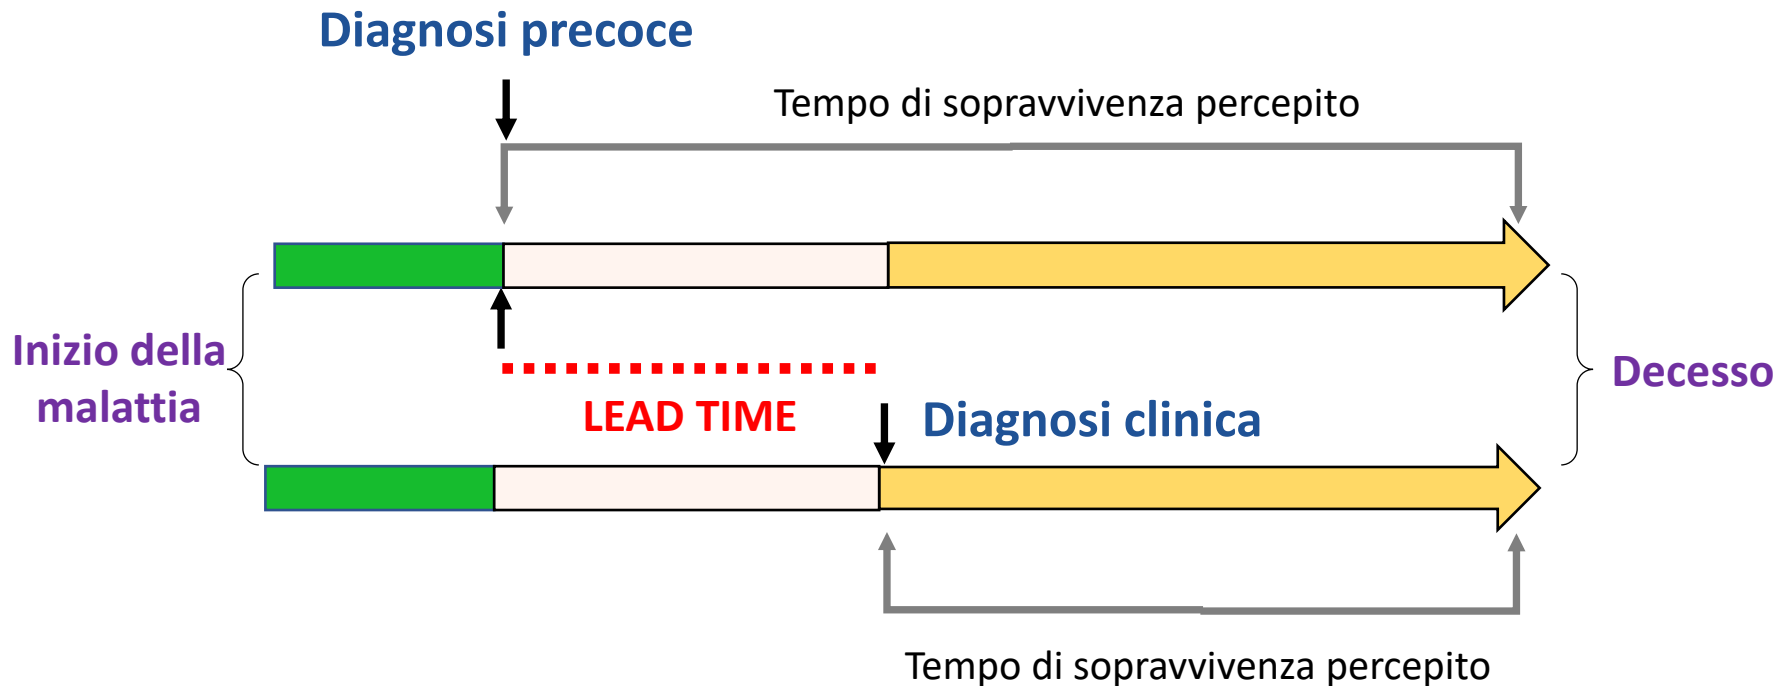 Diagnosi precoce
Tempo di sopravvivenza percepito
Inizio della
malattia
LEAD TIME
Diagnosi clinica
Decesso
Tempo di sopravvivenza percepito